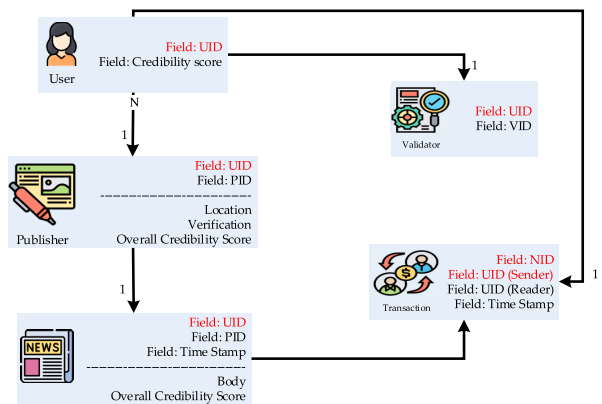 Field: UID
Field: Credibility score
User
N
1
1
Field: UID
Field: VID
Validator
1
Field: UID
Field: PID
Location
Verification
Overall Credibility Score
Publisher
Field: NID
Field: UID (Sender)
Field: UID (Reader)
Field: Time Stamp
Transaction
1
1
Field: UID
Field: PID
Field: Time Stamp
NEWS
Body
Overall Credibility Score